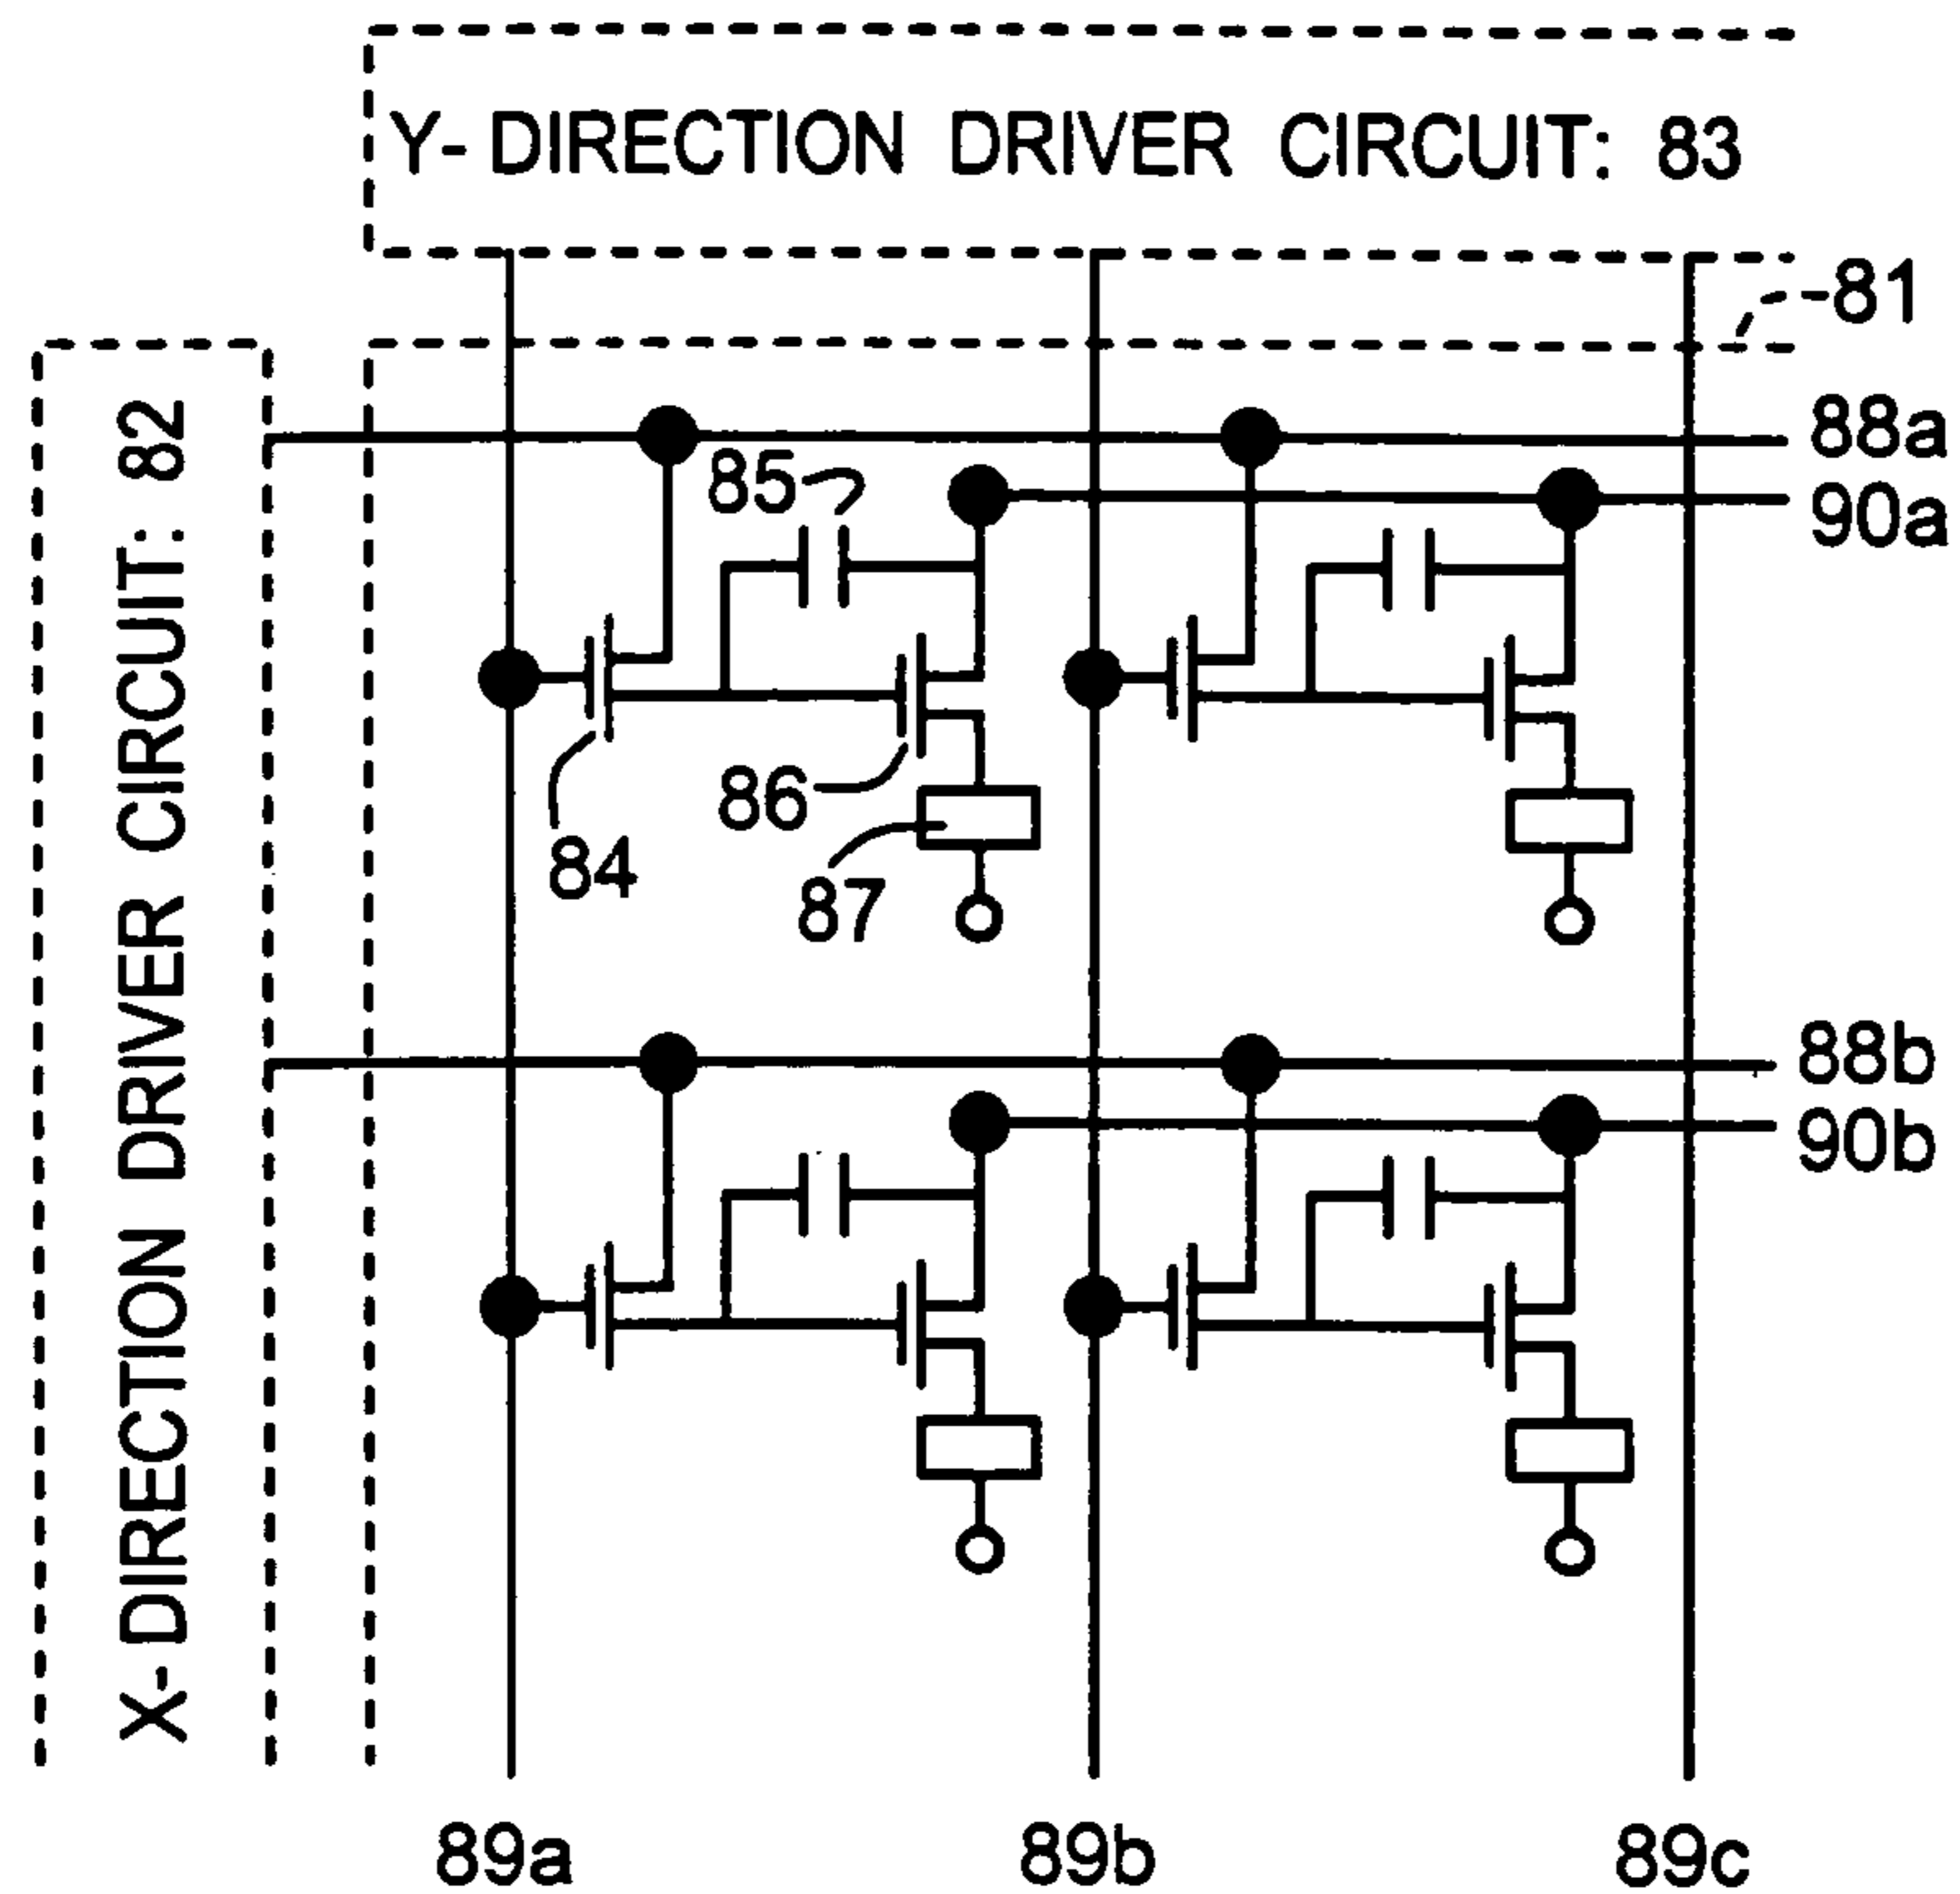 Y-DIRECTION DRIVER CIRCUIT: 83
81
X-DIRECTION DRIVER CIRCUIT: 82
88a
85
90a
86
84
87
88b
90b
89a
89b
89c